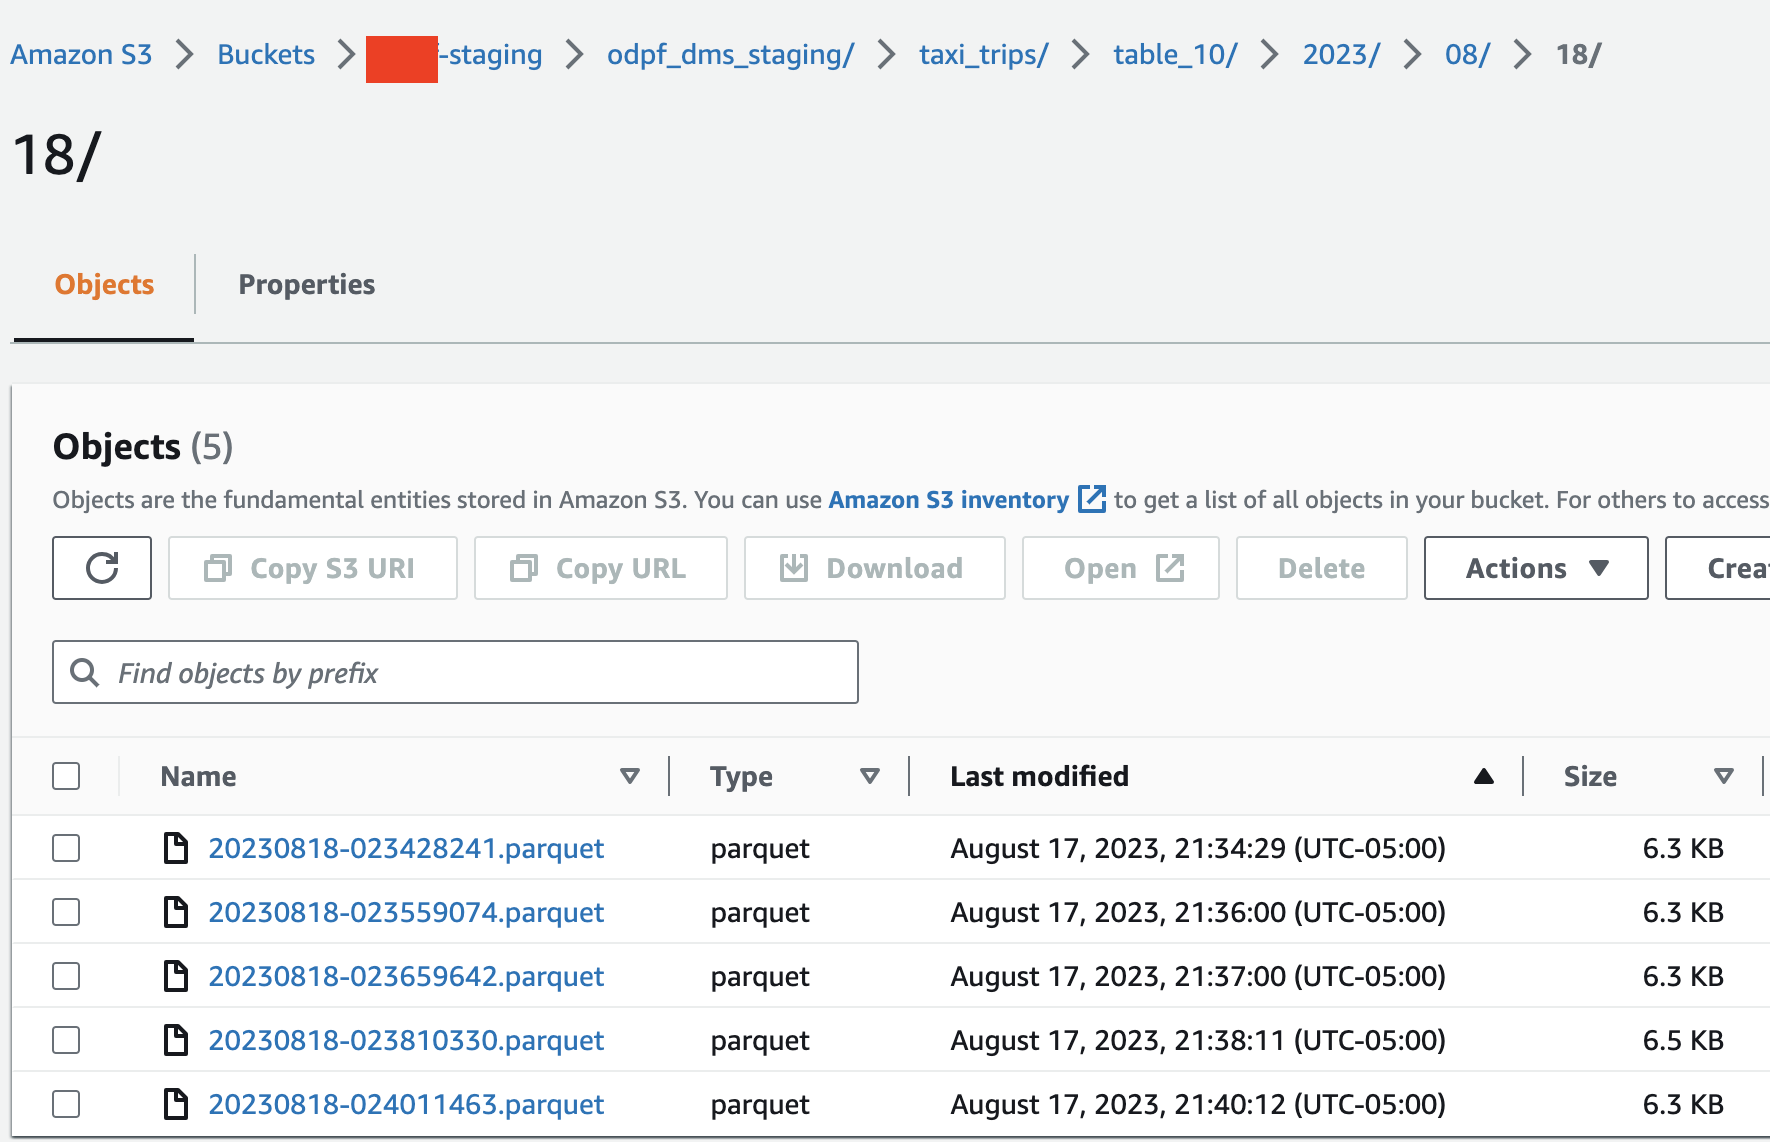 Amazon S3 > Buckets > -staging > odpf_dms_staging/ > taxi_trips/ > table_10/ > 2023/ > 08/ > 18/
18/
Objects Properties
Objects (5)
Objects are the fundamental entities stored in Amazon S3. You can use Amazon S3 inventory to get a list of all objects in your bucket. For others to access
Copy S3 URI Copy URL Download Open Delete Actions Crea
Find objects by prefix
Name Type Last modified Size
20230818-023428241.parquet parquet August 17, 2023, 21:34:29 (UTC-05:00) 6.3 KB
20230818-023559074.parquet parquet August 17, 2023, 21:36:00 (UTC-05:00) 6.3 KB
20230818-023659642.parquet parquet August 17, 2023, 21:37:00 (UTC-05:00) 6.3 KB
20230818-023810330.parquet parquet August 17, 2023, 21:38:11 (UTC-05:00) 6.5 KB
20230818-024011463.parquet parquet August 17, 2023, 21:40:12 (UTC-05:00) 6.3 KB